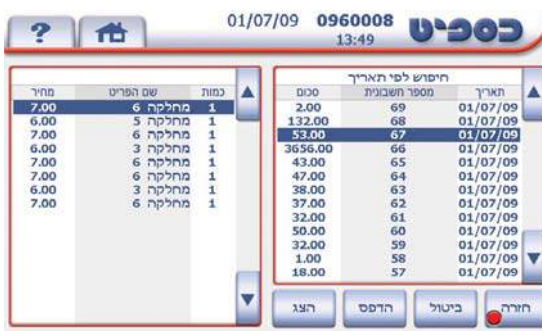 ? 01/07/09 0960008 כספיט
13:49
חיפוש לפי תאריך
תאריך מספר חשבונית סכום
01/07/09 69 2.00
01/07/09 68 132.00
01/07/09 67 53.00
01/07/09 66 3656.00
01/07/09 65 43.00
01/07/09 64 47.00
01/07/09 63 38.00
01/07/09 62 37.00
01/07/09 61 32.00
01/07/09 60 50.00
01/07/09 59 32.00
01/07/09 58 1.00
01/07/09 57 18.00
כמות שם הפריט מחיר
1 מחלקה 6 7.00
1 מחלקה 5 6.00
1 מחלקה 6 7.00
1 מחלקה 3 6.00
1 מחלקה 6 7.00
1 מחלקה 6 7.00
1 מחלקה 3 6.00
1 מחלקה 6 7.00
חזרה ביטול הדפס הצג